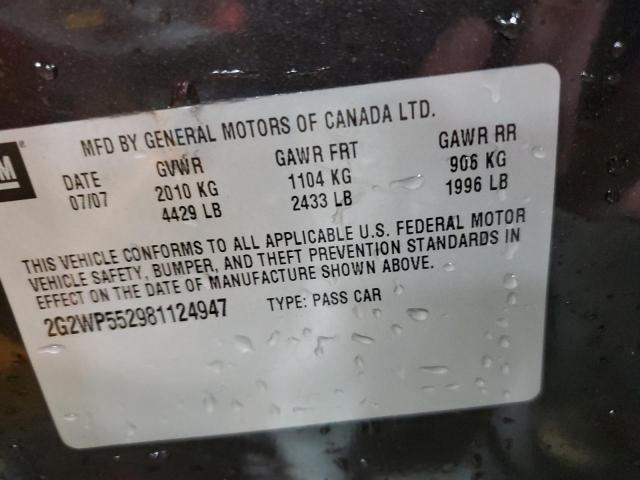 M ®
MFD BY GENERAL MOTORS OF CANADA LTD.
DATE GVWR GAWR FRT GAWR RR
07/07 2010 KG 1104 KG 906 KG
4429 LB 2433 LB 1996 LB
THIS VEHICLE CONFORMS TO ALL APPLICABLE U.S. FEDERAL MOTOR
VEHICLE SAFETY, BUMPER, AND THEFT PREVENTION STANDARDS IN
EFFECT ON THE DATE OF MANUFACTURE SHOWN ABOVE.
2G2WP552981124947 TYPE: PASS CAR